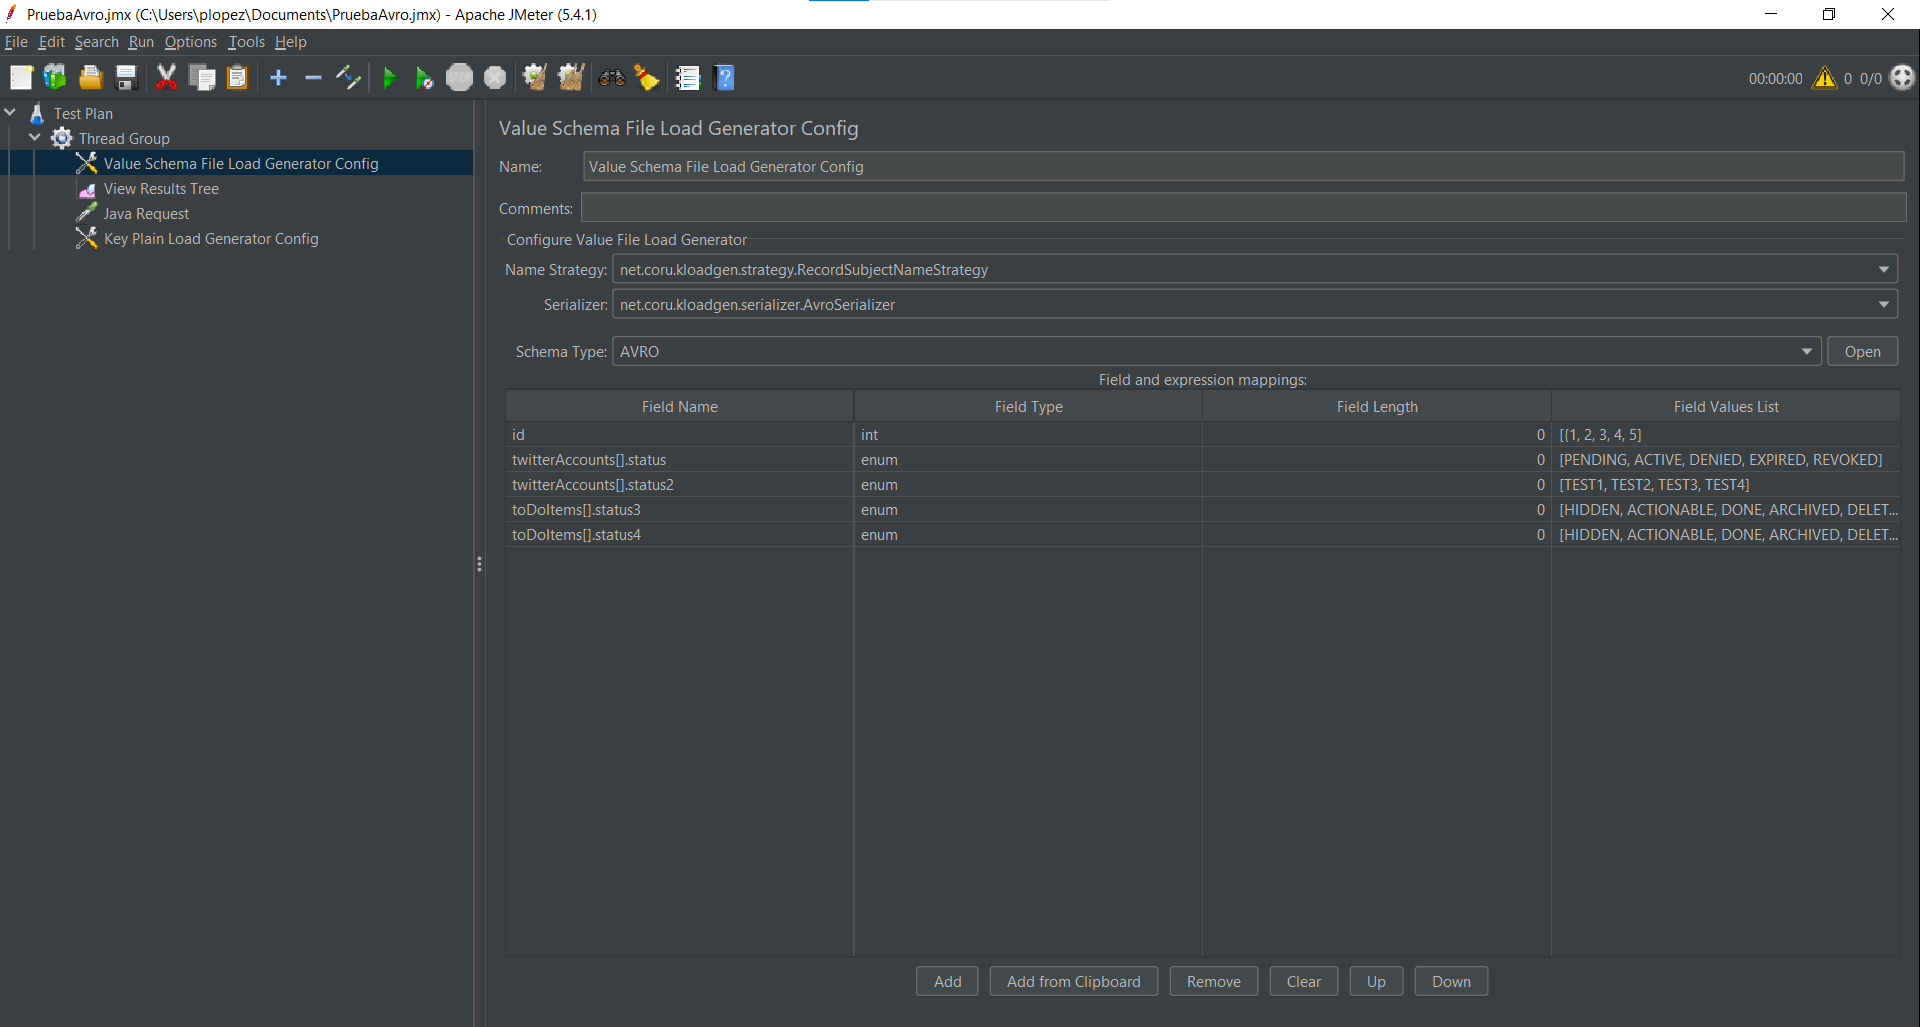 PruebaAvro.jmx (C:\Users\plopez\Documents\PruebaAvro.jmx) - Apache JMeter (5.4.1)
File Edit Search Run Options Tools Help
STOP
00:00:00 0 0/0
Test Plan
Thread Group
Value Schema File Load Generator Config
View Results Tree
Java Request
Key Plain Load Generator Config
Value Schema File Load Generator Config
Name: Value Schema File Load Generator Config
Comments:
Configure Value File Load Generator
Name Strategy: net.coru.kloadgen.strategy.RecordSubjectNameStrategy
Serializer: net.coru.kloadgen.serializer.AvroSerializer
Schema Type: AVRO Open
Field and expression mappings:
Field Name Field Type Field Length Field Values List
id int 0 [{1, 2, 3, 4, 5]
twitterAccounts[].status enum 0 [PENDING, ACTIVE, DENIED, EXPIRED, REVOKED]
twitterAccounts[].status2 enum 0 [TEST1, TEST2, TEST3, TEST4]
toDoItems[].status3 enum 0 [HIDDEN, ACTIONABLE, DONE, ARCHIVED, DELET...
toDoItems[].status4 enum 0 [HIDDEN, ACTIONABLE, DONE, ARCHIVED, DELET...
Add Add from Clipboard Remove Clear Up Down